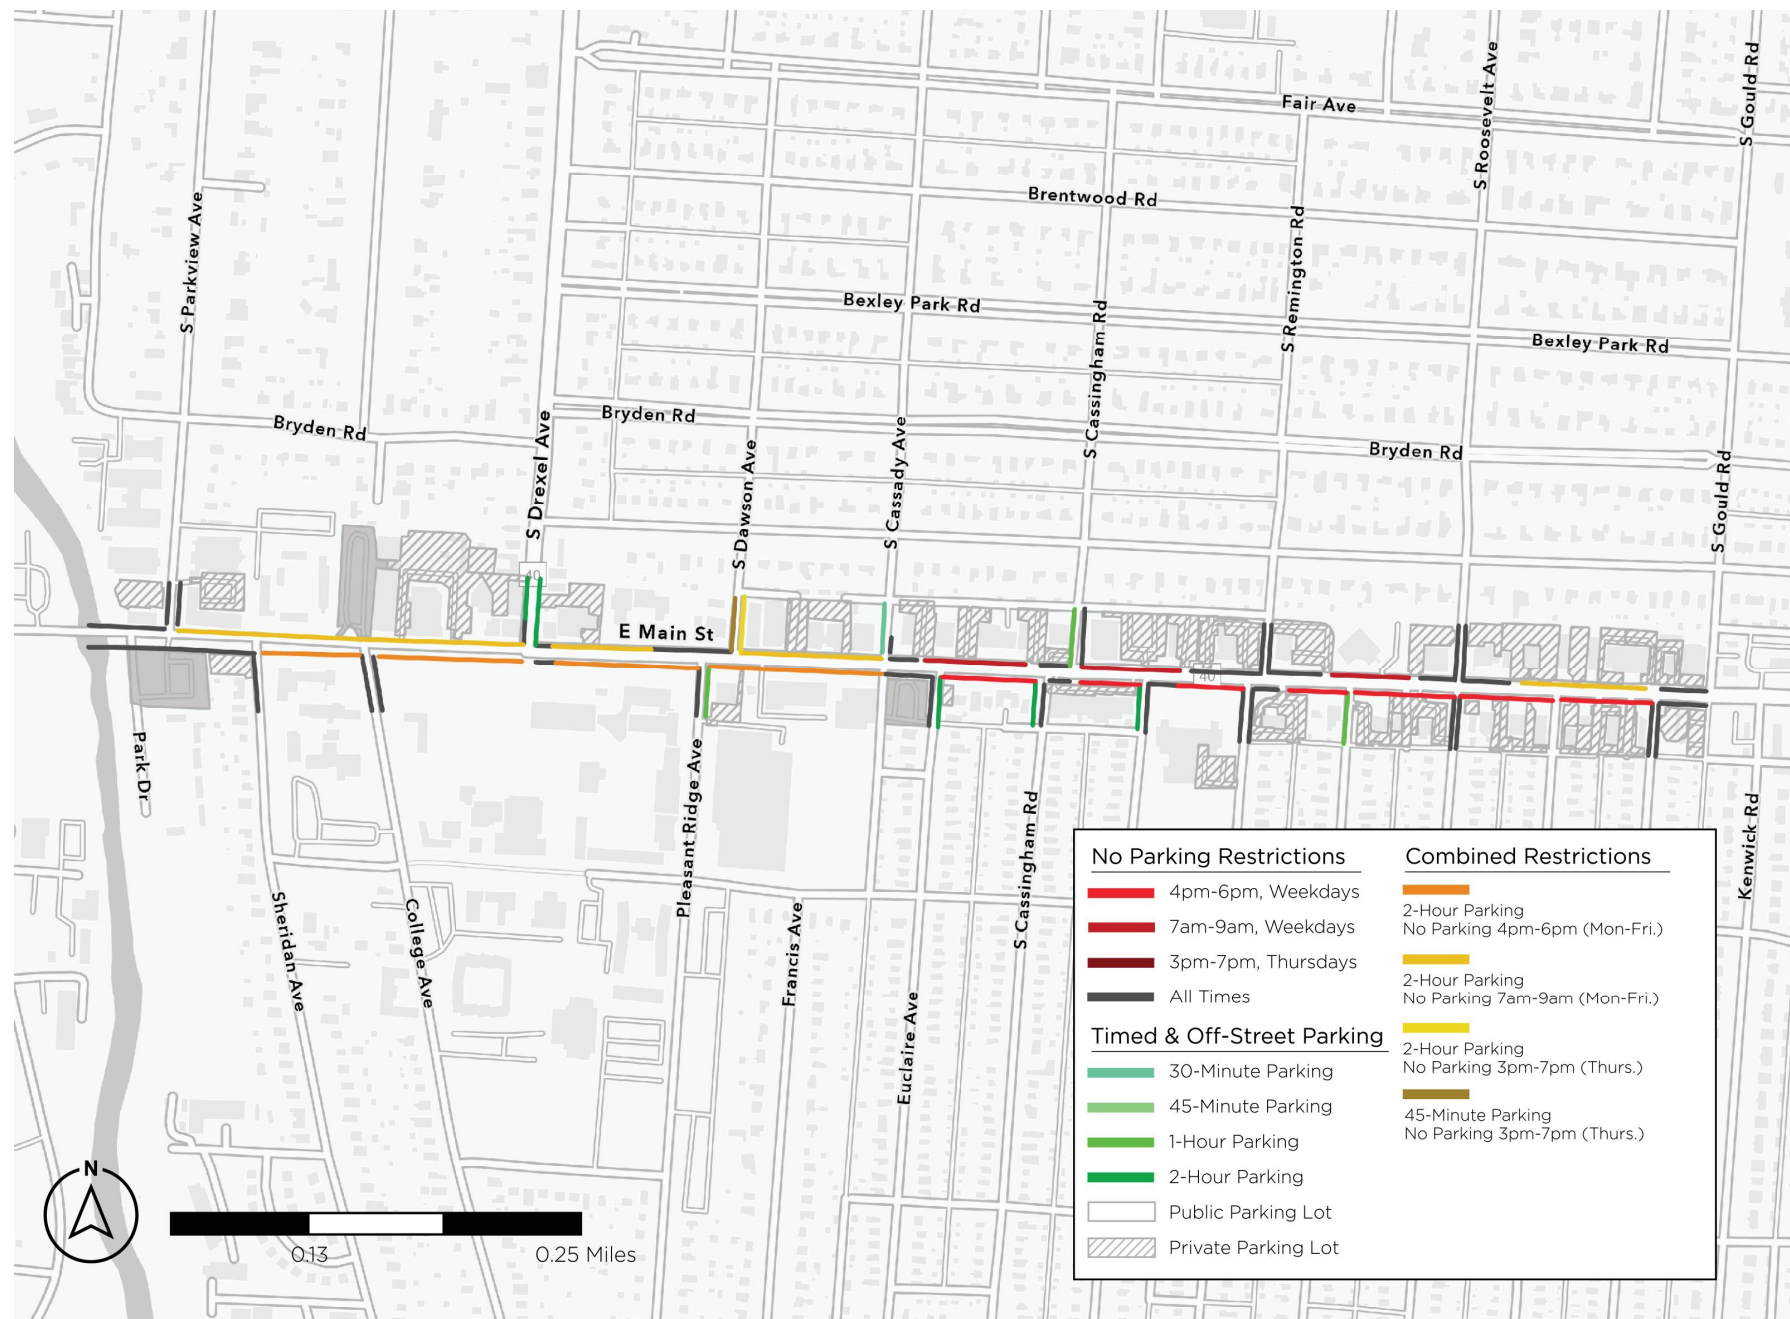 Fair Ave
S Roosevelt Ave
S Gould Rd
Brentwood Rd
S Parkview Ave
S Remington Rd
Bexley Park Rd
Bexley Park Rd
S Cassingham Rd
Bryden Rd
Bryden Rd
Bryden Rd
S Drexel Ave
S Dawson Ave
S Cassady Ave
S Gould Rd
40
E Main St
40
Park Dr
Pleasant Ridge Ave
S Cassingham Rd
Kenwick Rd
Sheridan Ave
College Ave
Francis Ave
Euclaire Ave
No Parking Restrictions
4pm-6pm, Weekdays
7am-9am, Weekdays
3pm-7pm, Thursdays
All Times
Timed & Off-Street Parking
30-Minute Parking
45-Minute Parking
1-Hour Parking
2-Hour Parking
Public Parking Lot
Private Parking Lot
Combined Restrictions
2-Hour Parking
No Parking 4pm-6pm (Mon-Fri.)
2-Hour Parking
No Parking 7am-9am (Mon-Fri.)
2-Hour Parking
No Parking 3pm-7pm (Thurs.)
45-Minute Parking
No Parking 3pm-7pm (Thurs.)
N
0.13
0.25 Miles